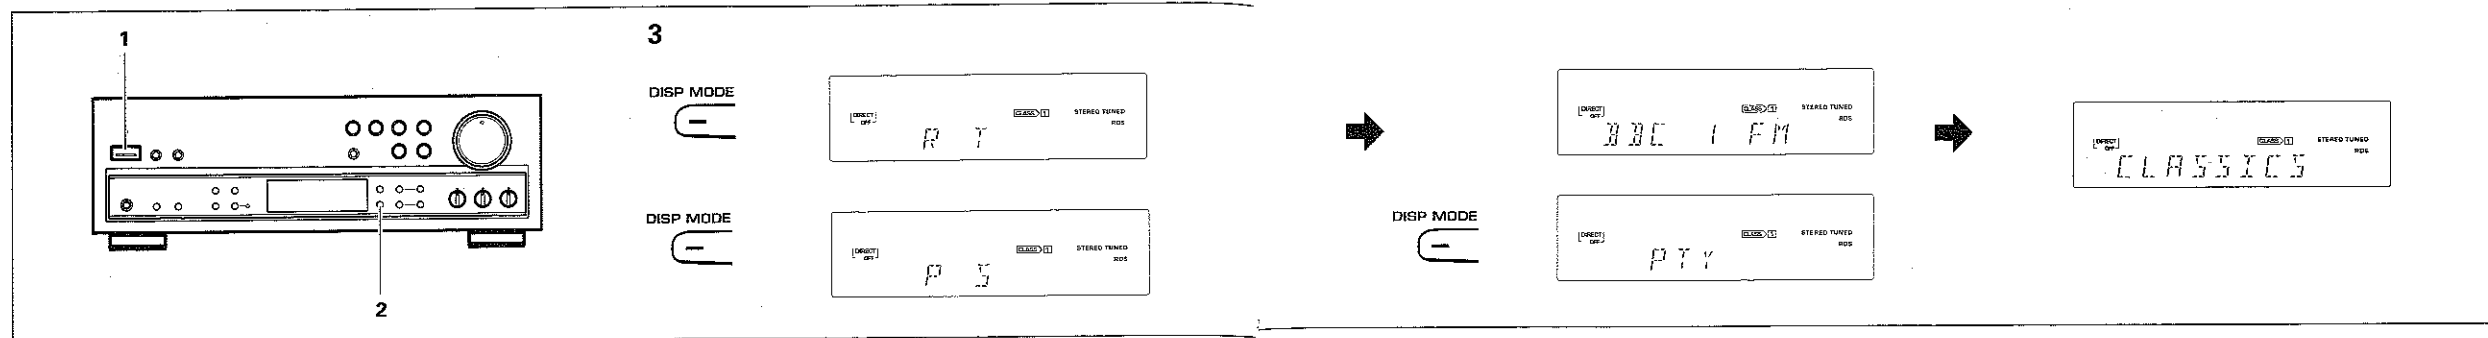 1
2
3
DISP MODE
DIRECT
OFF
CLASS 1
STEREO TUNED
RDS
R T
DISP MODE
DIRECT
OFF
CLASS 1
STEREO TUNED
RDS
P S
DIRECT
OFF
CLASS 1
STEREO TUNED
RDS
BBC 1 FM
DISP MODE
DIRECT
OFF
CLASS 1
STEREO TUNED
RDS
PTY
DIRECT
OFF
CLASS 1
STEREO TUNED
RDS
CLASSICS